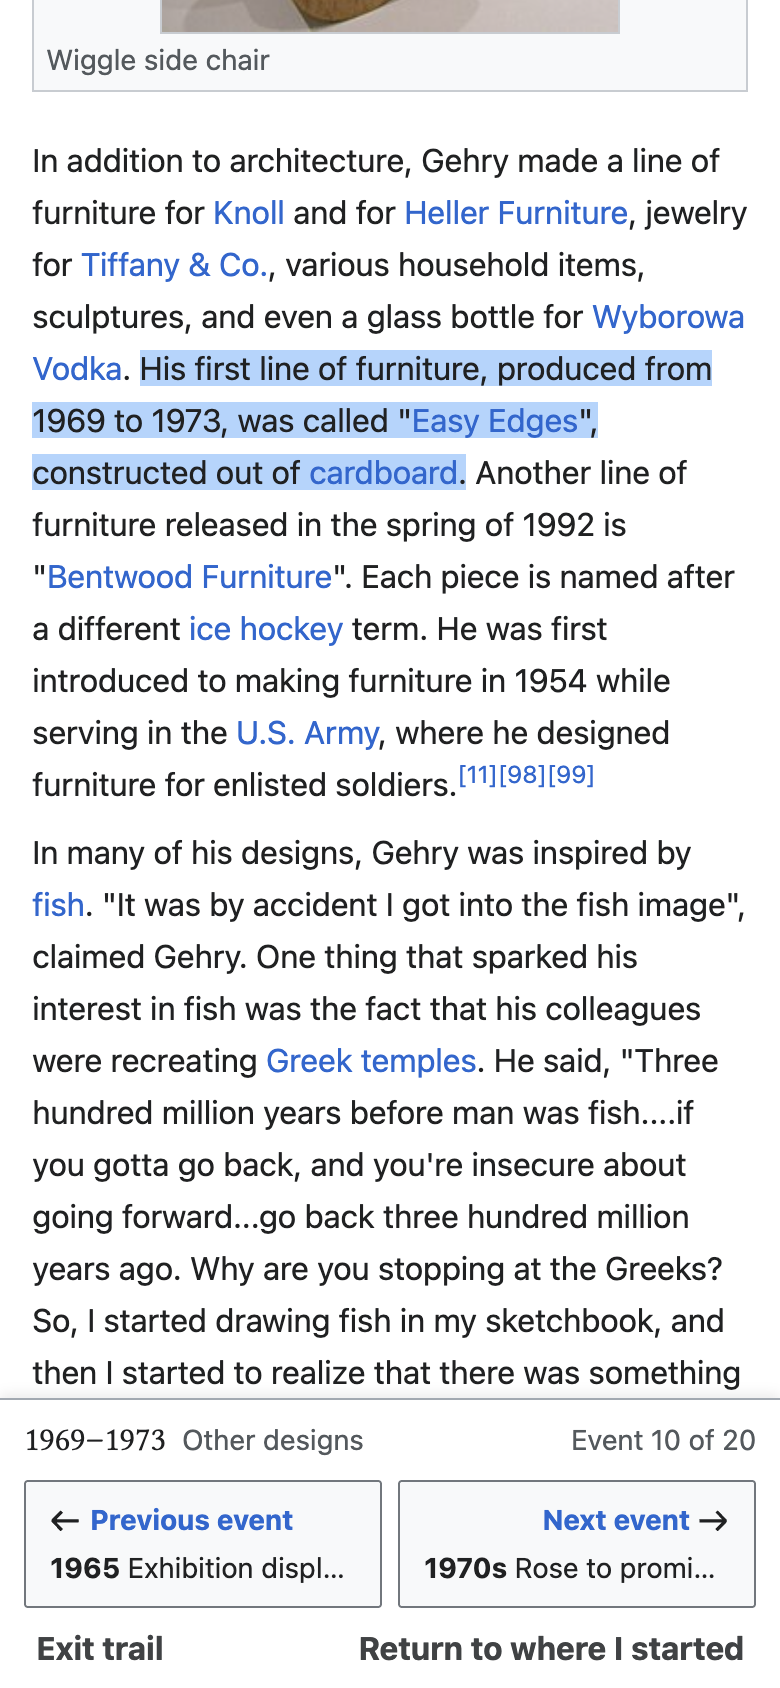 Wiggle side chair
In addition to architecture, Gehry made a line of
furniture for Knoll and for Heller Furniture, jewelry
for Tiffany & Co., various household items,
sculptures, and even a glass bottle for Wyborowa
Vodka. His first line of furniture, produced from
1969 to 1973, was called "Easy Edges",
constructed out of cardboard. Another line of
furniture released in the spring of 1992 is
"Bentwood Furniture". Each piece is named after
a different ice hockey term. He was first
introduced to making furniture in 1954 while
serving in the U.S. Army, where he designed
furniture for enlisted soldiers.[11][98][99]
In many of his designs, Gehry was inspired by
fish. "It was by accident I got into the fish image",
claimed Gehry. One thing that sparked his
interest in fish was the fact that his colleagues
were recreating Greek temples. He said, "Three
hundred million years before man was fish....if
you gotta go back, and you're insecure about
going forward...go back three hundred million
years ago. Why are you stopping at the Greeks?
So, I started drawing fish in my sketchbook, and
then I started to realize that there was something
1969–1973 Other designs Event 10 of 20
← Previous event
1965 Exhibition displ...
Next event →
1970s Rose to promi...
Exit trail Return to where I started